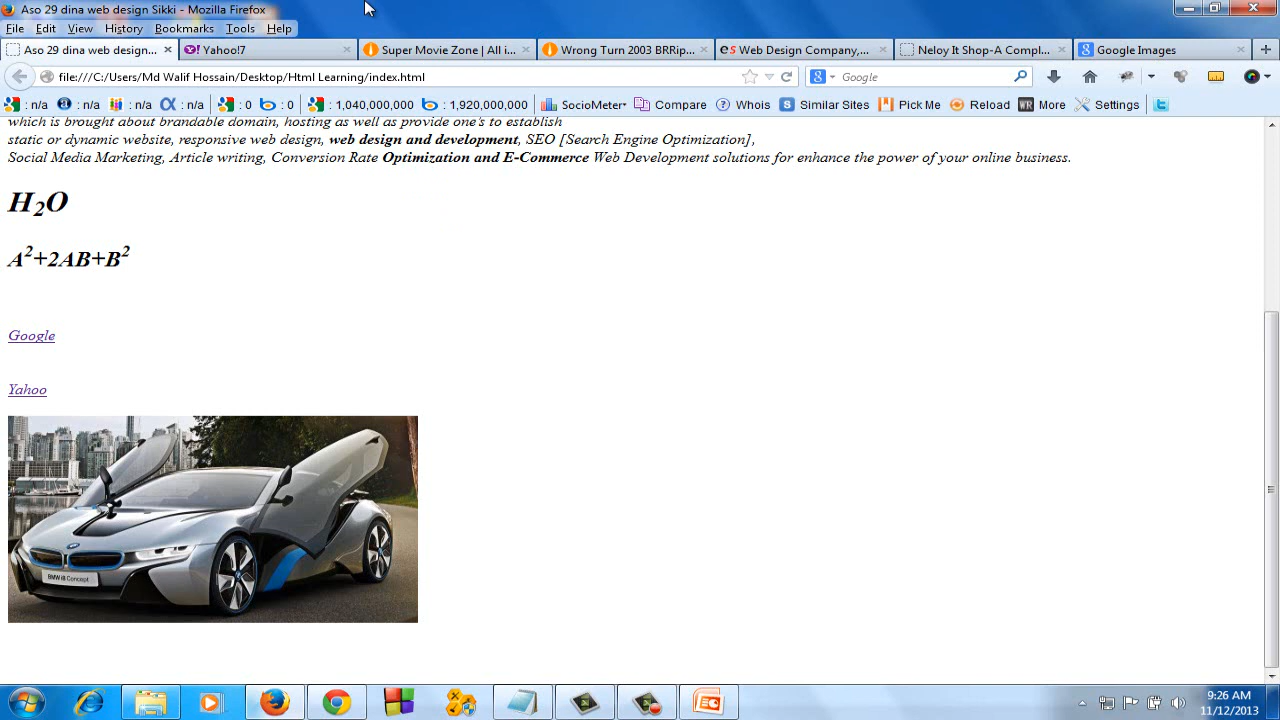 Aso 29 dina web design Sikki - Mozilla Firefox
File Edit View History Bookmarks Tools Help
Aso 29 dina web design... Yahoo!7 Super Movie Zone | All i... Wrong Turn 2003 BRRip... Web Design Company,... Neloy It Shop-A Compl... Google Images
file:///C:/Users/Md Walif Hossain/Desktop/Html Learning/index.html Google
: n/a : n/a : n/a : n/a : 0 : 0 : 1,040,000,000 : 1,920,000,000 SocioMeter Compare Whois Similar Sites Pick Me Reload More Settings
which is brought about brandable domain, hosting as well as provide one's to establish
static or dynamic website, responsive web design, web design and development, SEO [Search Engine Optimization],
Social Media Marketing, Article writing, Conversion Rate Optimization and E-Commerce Web Development solutions for enhance the power of your online business.
H₂O
A²+2AB+B²
Google
Yahoo
BMW i8 Concept
9:26 AM
11/12/2013